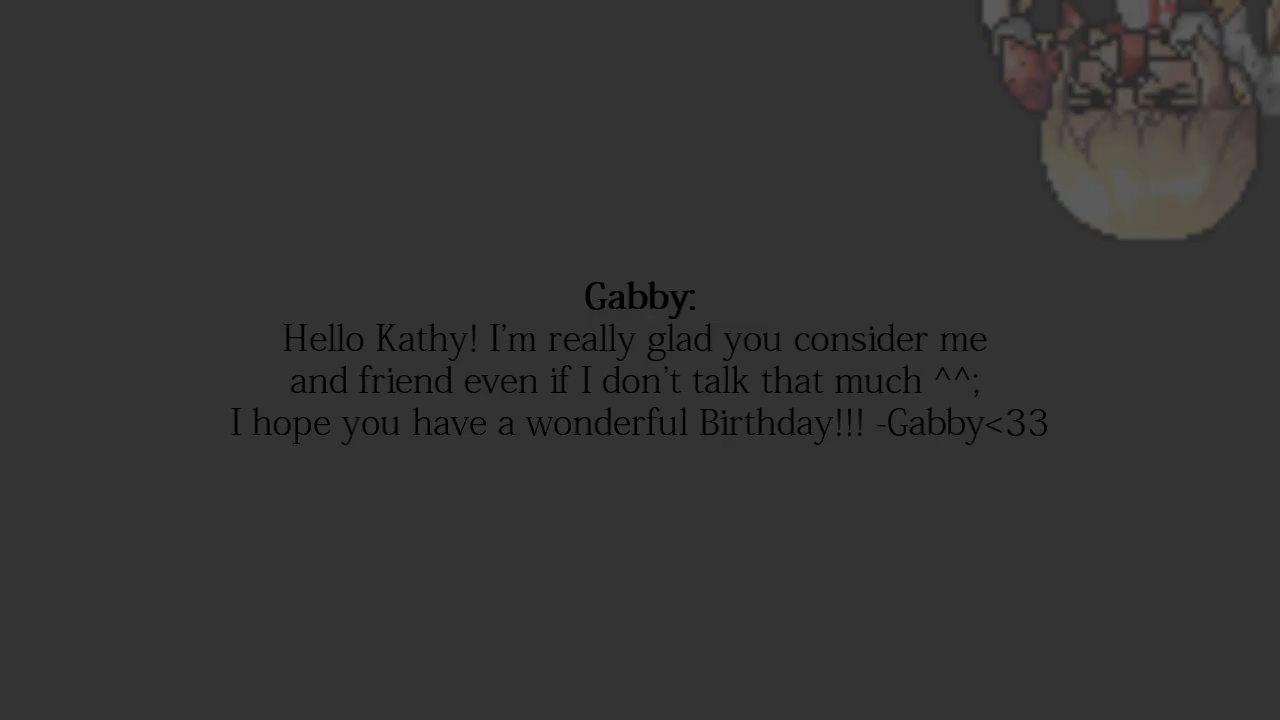 Gabby:
Hello Kathy! I'm really glad you consider me
and friend even if I don't talk that much ^^;
I hope you have a wonderful Birthday!!! -Gabby<33